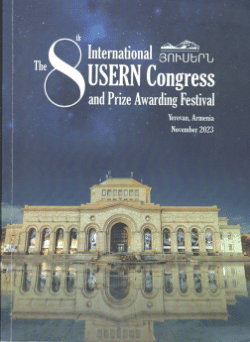 The 8th International
ՅՈՒՍԵՐՆ
USERN Congress
and Prize Awarding Festival
Yerevan, Armenia
November 2023